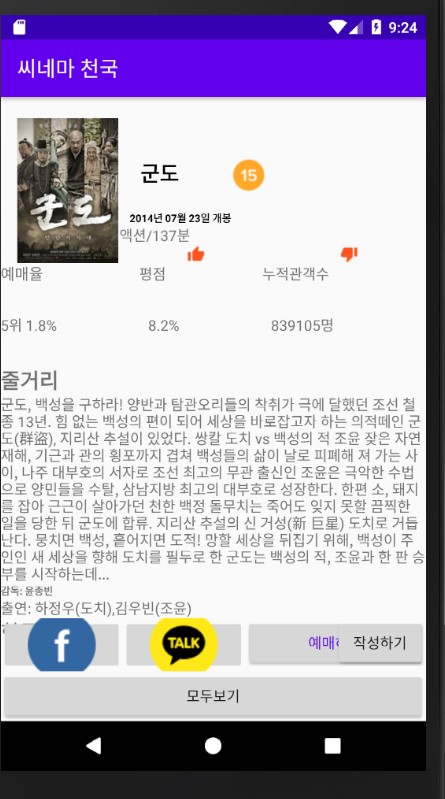 9:24
씨네마 천국
군도
군도
15
2014년 07월 23일 개봉
액션/137분
예매율 평점 누적관객수
5위 1.8% 8.2% 839105명
줄거리
군도, 백성을 구하라! 양반과 탐관오리들의 착취가 극에 달했던 조선 철
종 13년. 힘 없는 백성의 편이 되어 세상을 바로잡고자 하는 의적떼인 군
도(群盜), 지리산 추설이 있었다. 쌍칼 도치 vs 백성의 적 조윤 잦은 자연
재해, 기근과 관의 횡포까지 겹쳐 백성들의 삶이 날로 피폐해 져 가는 사
이, 나주 대부호의 서자로 조선 최고의 무관 출신인 조윤은 극악한 수법
으로 양민들을 수탈, 삼남지방 최고의 대부호로 성장한다. 한편 소, 돼지
를 잡아 근근이 살아가던 천한 백정 돌무치는 죽어도 잊지 못할 끔찍한
일을 당한 뒤 군도에 합류. 지리산 추설의 신 거성(新 巨星) 도치로 거듭
난다. 뭉치면 백성, 흩어지면 도적! 망할 세상을 뒤집기 위해, 백성이 주
인인 새 세상을 향해 도치를 필두로 한 군도는 백성의 적, 조윤과 한 판 승
부를 시작하는데...
감독: 윤종빈
출연: 하정우(도치),김우빈(조윤)
f TALK 예매 작성하기
모두보기